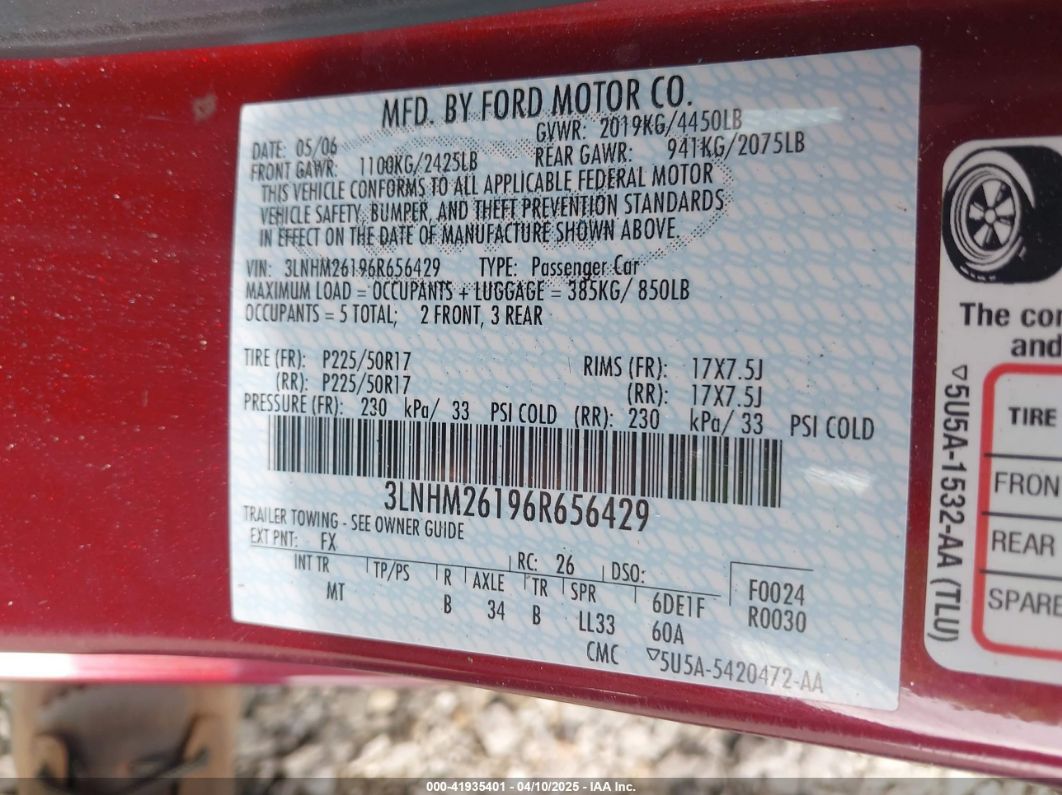 MFD. BY FORD MOTOR CO.
DATE: 05/06 GVWR: 2019KG/4450LB
FRONT GAWR: 1100KG/2425LB REAR GAWR: 941KG/2075LB
THIS VEHICLE CONFORMS TO ALL APPLICABLE FEDERAL MOTOR
VEHICLE SAFETY, BUMPER, AND THEFT PREVENTION STANDARDS
IN EFFECT ON THE DATE OF MANUFACTURE SHOWN ABOVE.
VIN: 3LNHM26196R656429 TYPE: Passenger Car
MAXIMUM LOAD = OCCUPANTS + LUGGAGE = 385KG/ 850LB
OCCUPANTS = 5 TOTAL; 2 FRONT, 3 REAR
TIRE (FR): P225/50R17 RIMS (FR): 17X7.5J
(RR): P225/50R17 (RR): 17X7.5J
PRESSURE (FR): 230 kPa/ 33 PSI COLD (RR): 230 kPa/ 33 PSI COLD
3LNHM26196R656429
TRAILER TOWING - SEE OWNER GUIDE
EXT PNT: FX RC: 26 DSO:
INT TR TP/PS R AXLE TR SPR 6DE1F F0024
MT B 34 B LL33 60A R0030
CMC ▽5U5A-5420472-AA
The con
and
▽5U5A-1532-AA (TLU)
TIRE
FRON
REAR
SPARE
000-41935401 - 04/10/2025 - IAA Inc.